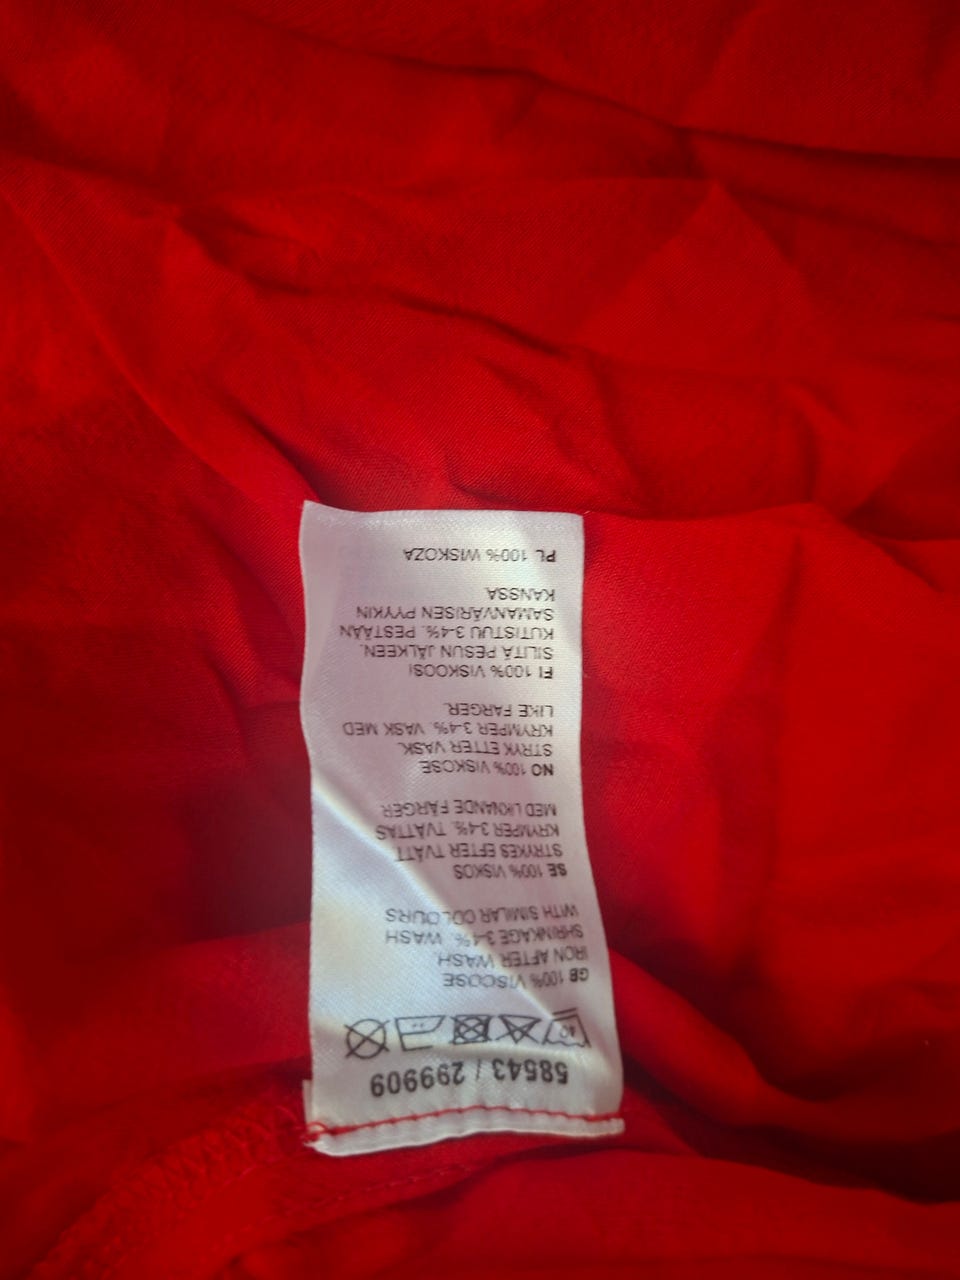 58543 / 299909
40
GB 100% VISCOSE
IRON AFTER WASH.
SHRINKAGE 3-4%. WASH
WITH SIMILAR COLOURS
SE 100% VISKOS
STRYKES EFTER TVÄTT
KRYMPER 3-4%. TVÄTTAS
MED LIKNANDE FÄRGER
NO 100% VISKOSE
STRYK ETTER VASK.
KRYMPER 3-4%. VASK MED
LIKE FARGER.
FI 100% VISKOOSI
SILITÄ PESUN JÄLKEEN.
KUTISTUU 3-4%. PESTÄÄN
SAMANVÄRISEN PYYKIN
KANSSA
PL 100% WISKOZA